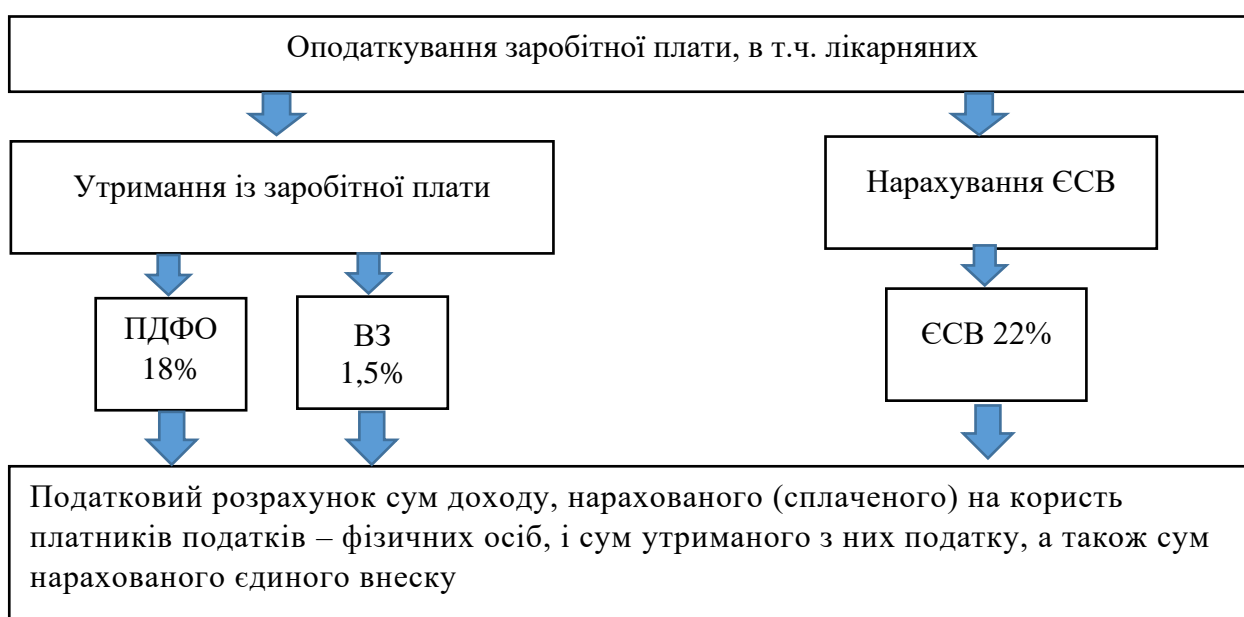 Оподаткування заробітної плати, в т.ч. лікарняних
Утримання із заробітної плати
Нарахування ЄСВ
ПДФО
18%
ВЗ
1,5%
ЄСВ 22%
Податковий розрахунок сум доходу, нарахованого (сплаченого) на користь
платників податків – фізичних осіб, і сум утриманого з них податку, а також сум
нарахованого єдиного внеску